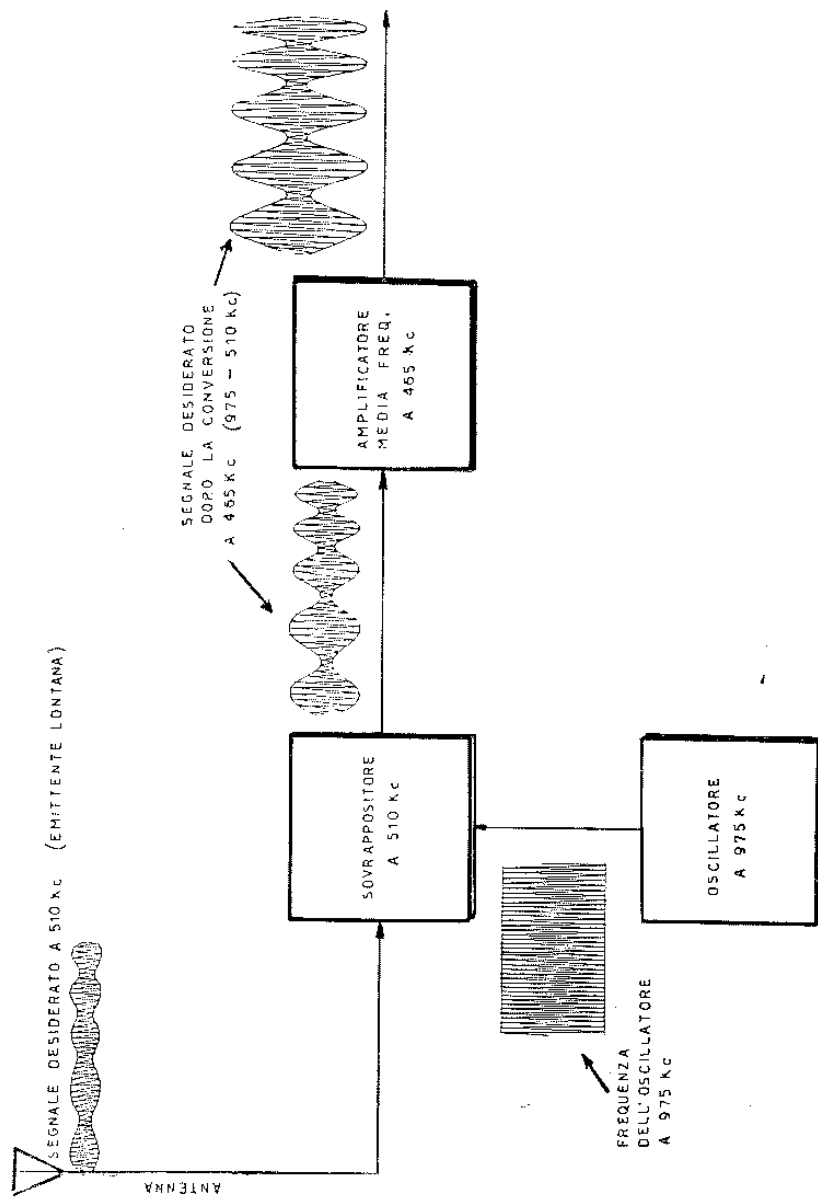 ANTENNA
SEGNALE DESIDERATO A 510 Kc (EMITTENTE LONTANA)
SOVRAPPOSITORE
A 510 Kc
FREQUENZA
DELL'OSCILLATORE
A 975 Kc
OSCILLATORE
A 975 Kc
SEGNALE DESIDERATO
DOPO LA CONVERSIONE
A 465 Kc (975 - 510 Kc)
AMPLIFICATORE
MEDIA FREQ.
A 465 Kc